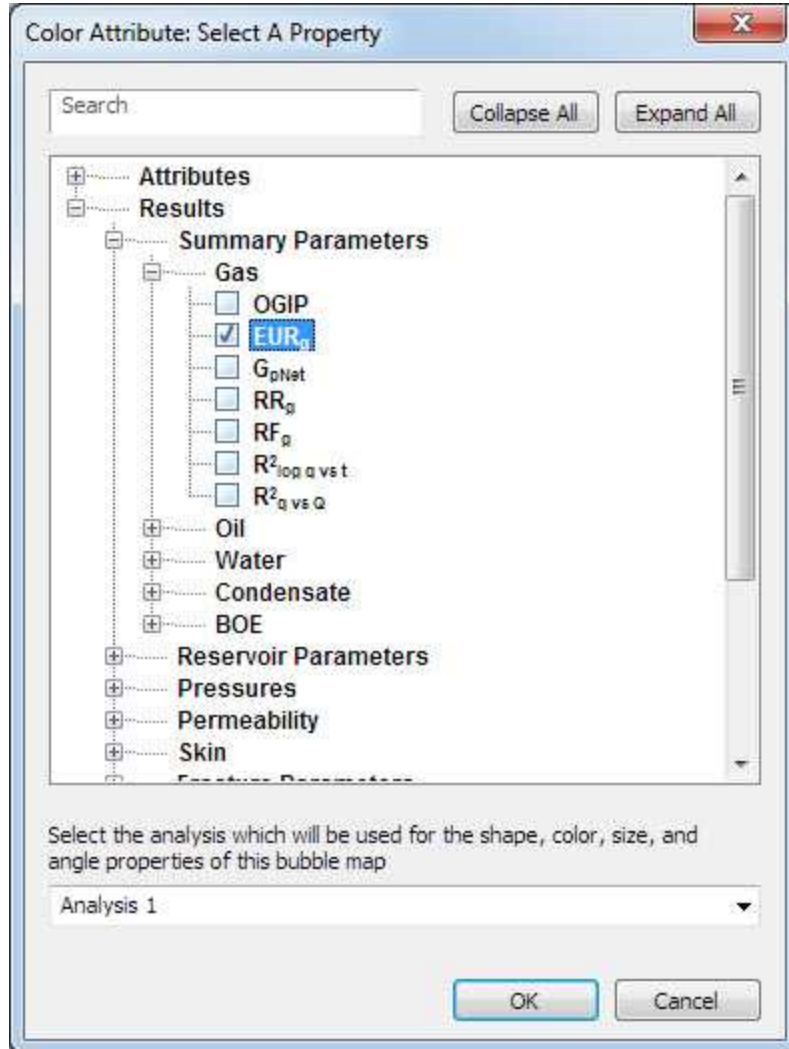 Color Attribute: Select A Property
Search
Collapse All
Expand All
Attributes
Results
Summary Parameters
Gas
OGIP
EURg
GpNet
RRg
RFg
R²log q vs t
R²q vs Q
Oil
Water
Condensate
BOE
Reservoir Parameters
Pressures
Permeability
Skin
Fracture Parameters
Select the analysis which will be used for the shape, color, size, and
angle properties of this bubble map
Analysis 1
OK
Cancel